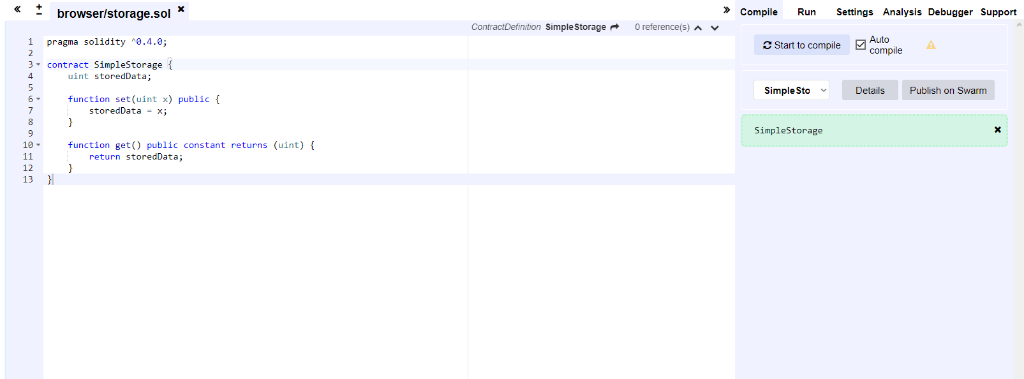 browser/storage.sol
Compile Run Settings Analysis Debugger Support
ContractDefinition SimpleStorage 0 reference(s)
1 pragma solidity ^0.4.0;
2
3 contract SimpleStorage {
4 uint storedData;
5
6 function set(uint x) public {
7 storedData = x;
8 }
9
10 function get() public constant returns (uint) {
11 return storedData;
12 }
13 }
Start to compile
Auto compile
SimpleSto
Details
Publish on Swarm
SimpleStorage